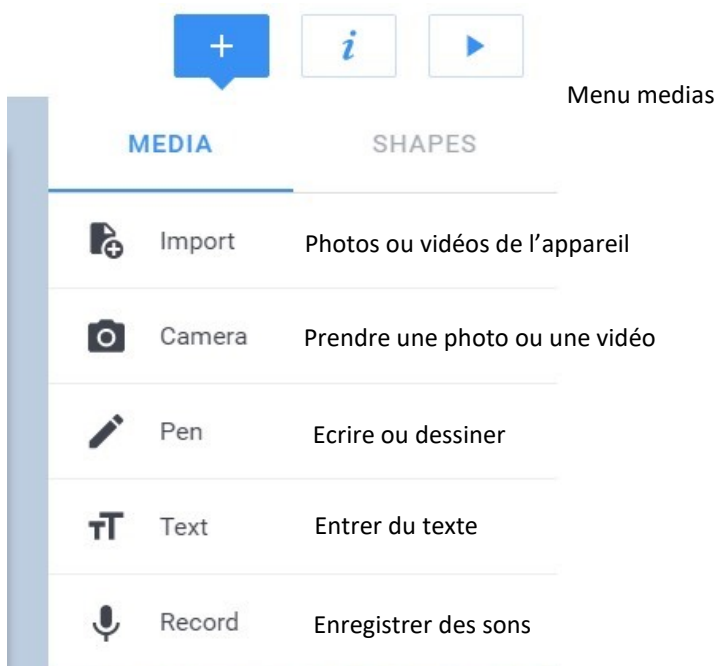 + i
Menu medias
MEDIA SHAPES
Import Photos ou vidéos de l’appareil
Camera Prendre une photo ou une vidéo
Pen Ecrire ou dessiner
Text Entrer du texte
Record Enregistrer des sons